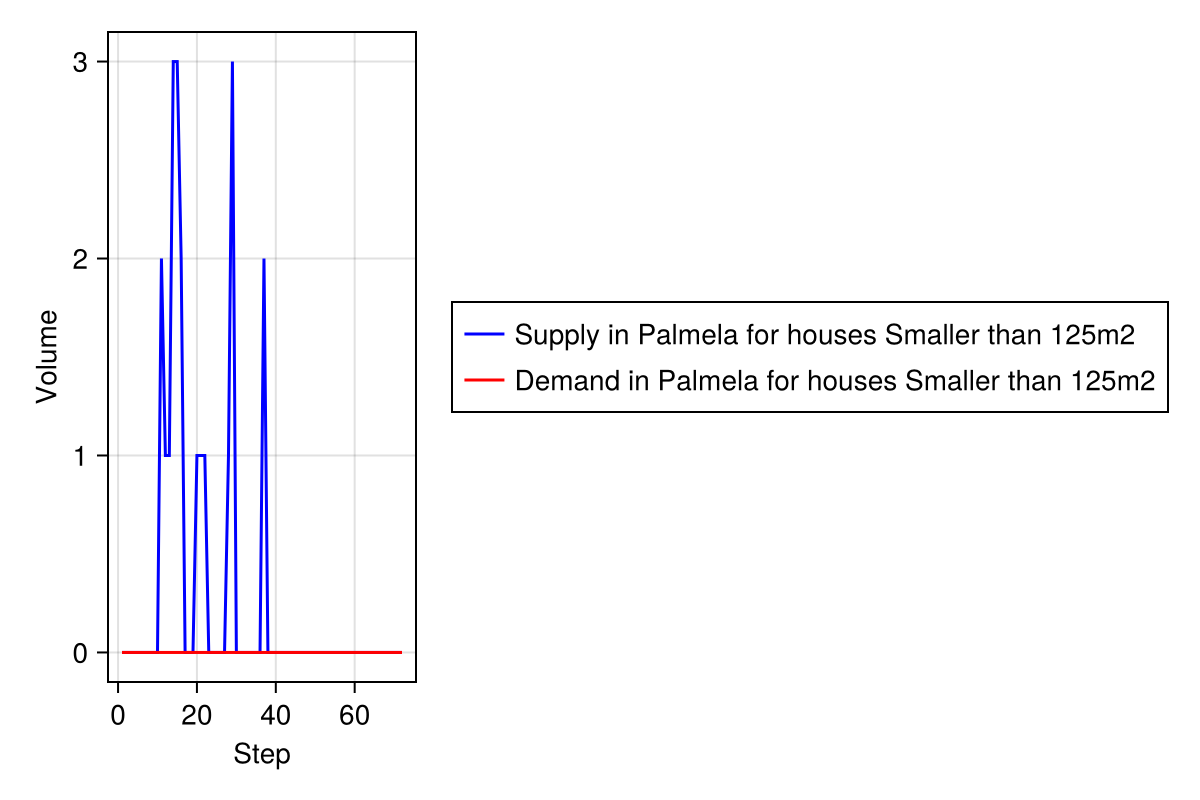 3
2
1
0
Volume
0 20 40 60
Step
Supply in Palmela for houses Smaller than 125m2
Demand in Palmela for houses Smaller than 125m2